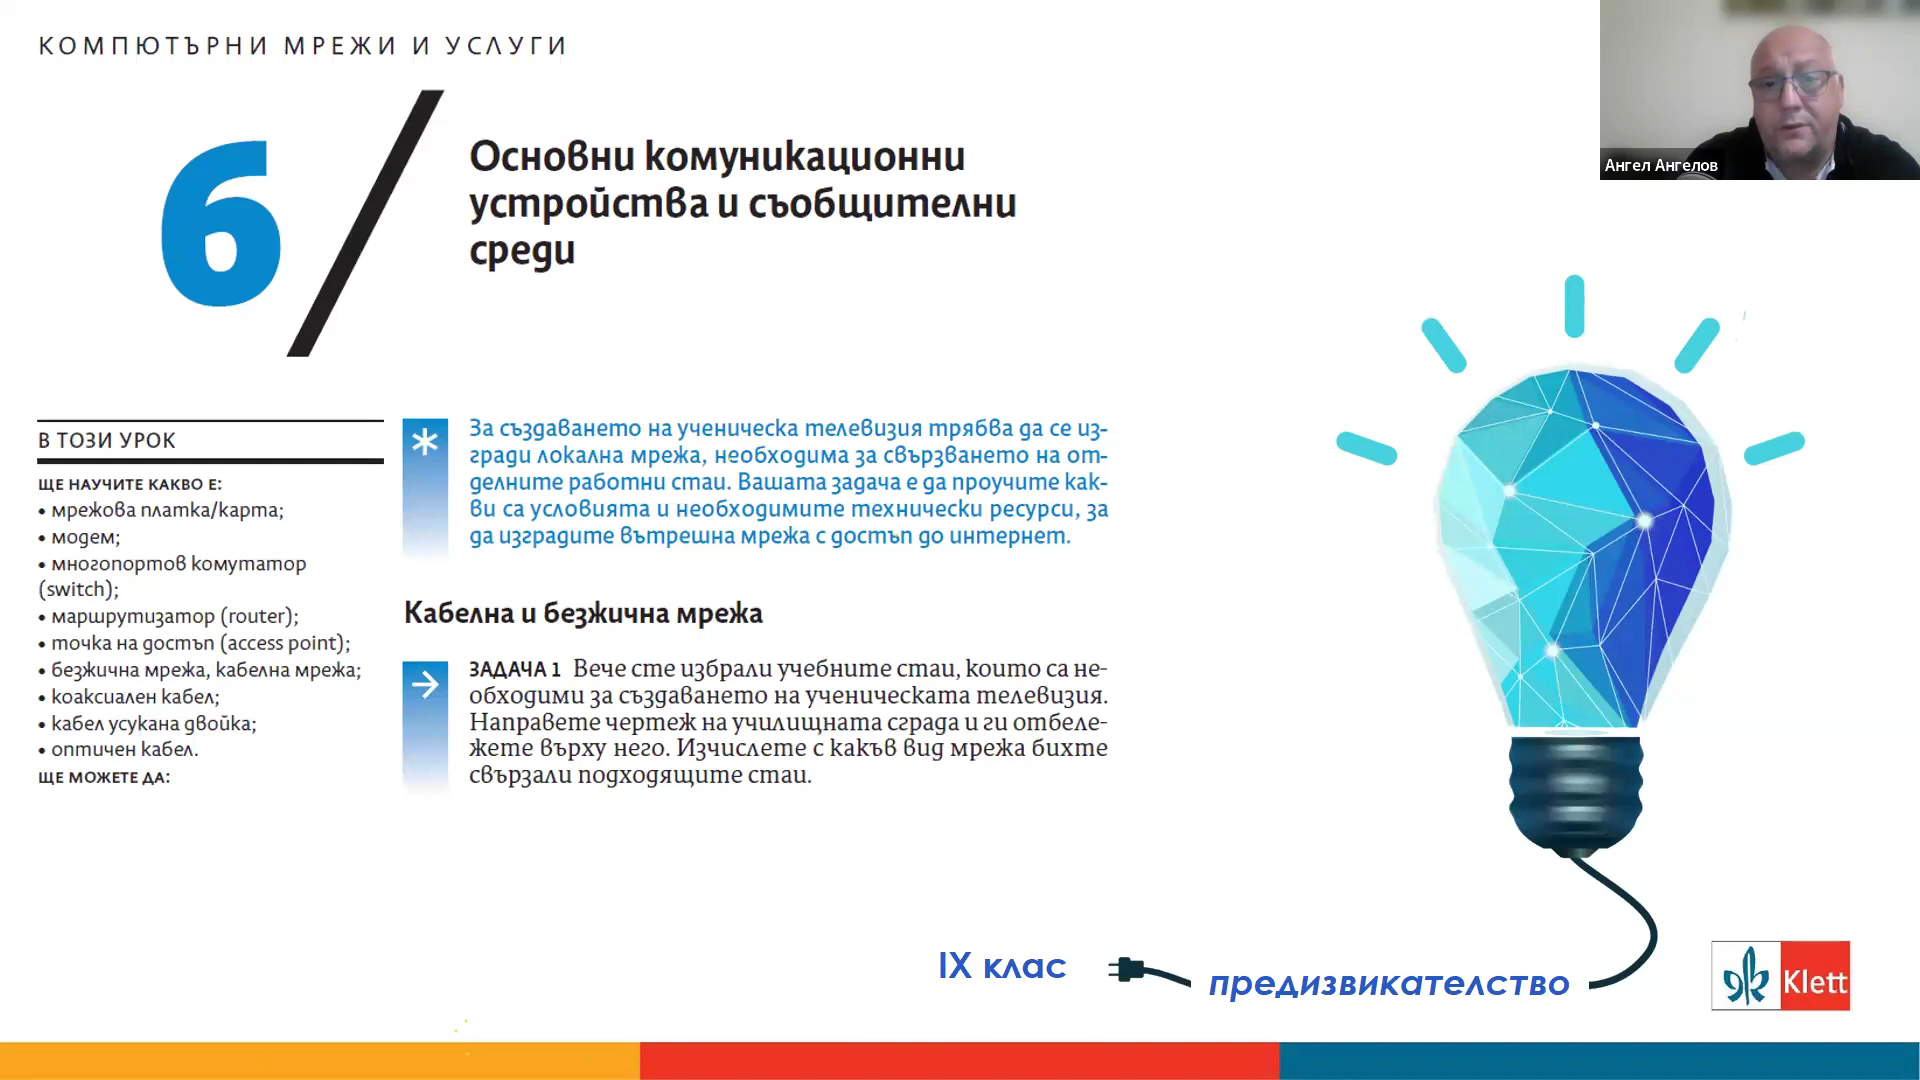 КОМПЮТЪРНИ МРЕЖИ И УСЛУГИ
Ангел Ангелов
6
Основни комуникационни
устройства и съобщителни
среди
В ТОЗИ УРОК
ЩЕ НАУЧИТЕ КАКВО Е:
• мрежова платка/карта;
• модем;
• многопортов комутатор
(switch);
• маршрутизатор (router);
• точка на достъп (access point);
• безжична мрежа, кабелна мрежа;
• коаксиален кабел;
• кабел усукана двойка;
• оптичен кабел.
ЩЕ МОЖЕТЕ ДА:
За създаването на ученическа телевизия трябва да се из-
гради локална мрежа, необходима за свързването на от-
делните работни стаи. Вашата задача е да проучите как-
ви са условията и необходимите технически ресурси, за
да изградите вътрешна мрежа с достъп до интернет.
Кабелна и безжична мрежа
ЗАДАЧА 1 Вече сте избрали учебните стаи, които са не-
обходими за създаването на ученическата телевизия.
Направете чертеж на училищната сграда и ги отбеле-
жете върху него. Изчислете с какъв вид мрежа бихте
свързали подходящите стаи.
IX клас
предизвикателство
Klett